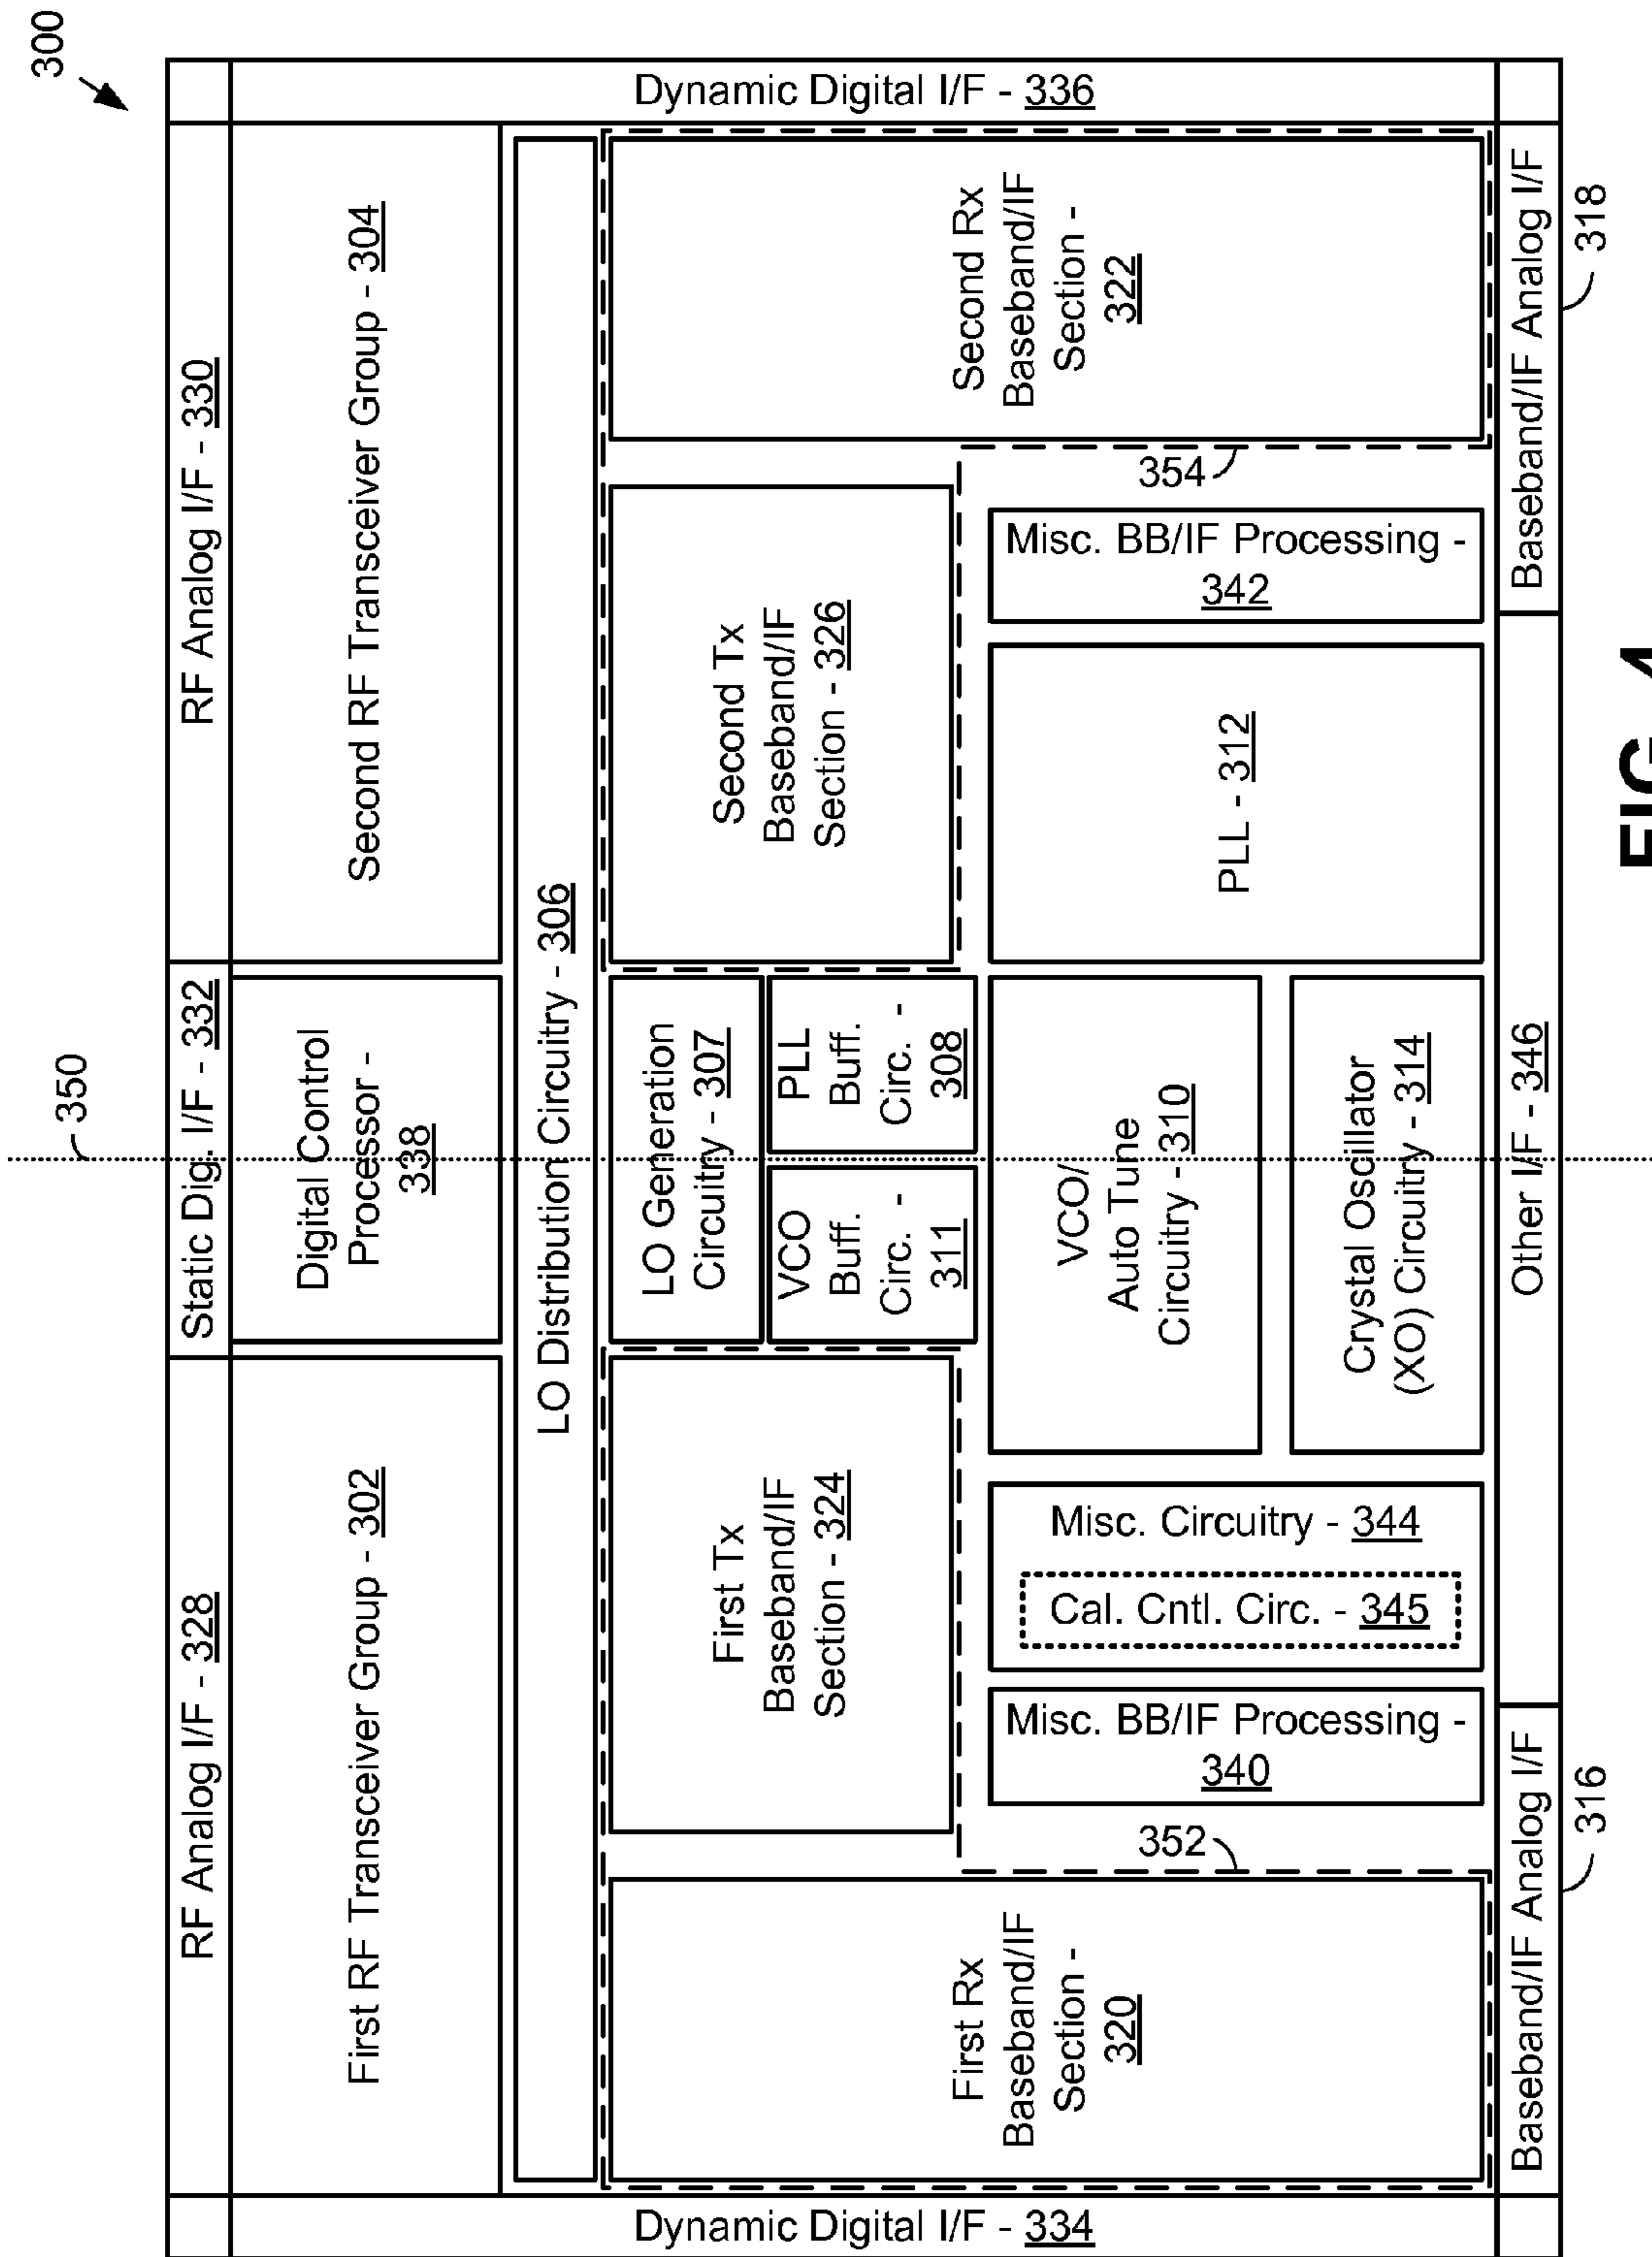 300
350
RF Analog I/F - 328
Static Dig. I/F - 332
RF Analog I/F - 330
Dynamic Digital I/F - 334
First RF Transceiver Group - 302
Digital Control
Processor -
338
Second RF Transceiver Group - 304
Dynamic Digital I/F - 336
LO Distribution Circuitry - 306
First Rx
Baseband/IF
Section -
320
First Tx
Baseband/IF
Section - 324
LO Generation
Circuitry - 307
VCO
Buff.
Circ. -
311
PLL
Buff.
Circ. -
308
Second Tx
Baseband/IF
Section - 326
Second Rx
Baseband/IF
Section -
322
352
Misc. BB/IF Processing -
340
Misc. Circuitry - 344
Cal. Cntl. Circ. - 345
VCO/
Auto Tune
Circuitry - 310
Crystal Oscillator
(XO) Circuitry - 314
PLL - 312
Misc. BB/IF Processing -
342
354
Baseband/IF Analog I/F
Other I/F - 346
Baseband/IF Analog I/F
316
318
FIG. 4